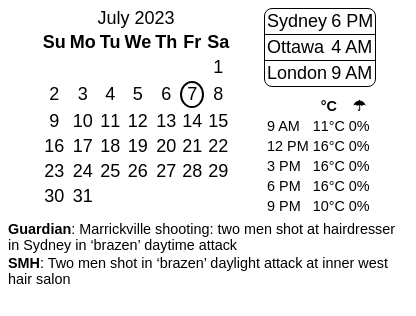 July 2023
Su Mo Tu We Th Fr Sa
1
2 3 4 5 6 7 8
9 10 11 12 13 14 15
16 17 18 19 20 21 22
23 24 25 26 27 28 29
30 31
Sydney 6 PM
Ottawa 4 AM
London 9 AM
°C ☂
9 AM 11°C 0%
12 PM 16°C 0%
3 PM 16°C 0%
6 PM 16°C 0%
9 PM 10°C 0%
Guardian: Marrickville shooting: two men shot at hairdresser
in Sydney in ‘brazen’ daytime attack
SMH: Two men shot in ‘brazen’ daylight attack at inner west
hair salon